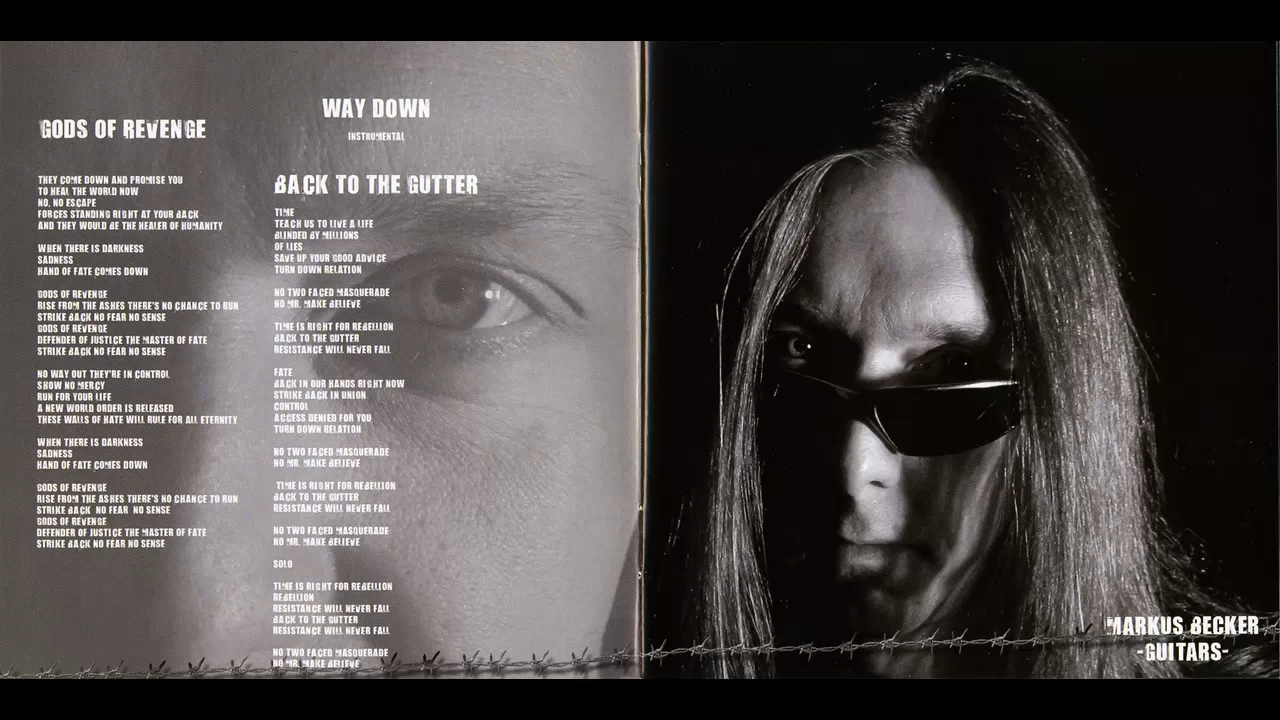 GODS OF REVENGE
THEY COME DOWN AND PROMISE YOU
TO HEAL THE WORLD NOW
NO, NO ESCAPE
FORCES STANDING RIGHT AT YOUR BACK
AND THEY WOULD BE THE HEALER OF HUMANITY
WHEN THERE IS DARKNESS
SADNESS
HAND OF FATE COMES DOWN
GODS OF REVENGE
RISE FROM THE ASHES THERE'S NO CHANCE TO RUN
STRIKE BACK NO FEAR NO SENSE
GODS OF REVENGE
DEFENDER OF JUSTICE THE MASTER OF FATE
STRIKE BACK NO FEAR NO SENSE
NO WAY OUT THEY'RE IN CONTROL
SHOW NO MERCY
RUN FOR YOUR LIFE
A NEW WORLD ORDER IS RELEASED
THESE WALLS OF HATE WILL RULE FOR ALL ETERNITY
WHEN THERE IS DARKNESS
SADNESS
HAND OF FATE COMES DOWN
GODS OF REVENGE
RISE FROM THE ASHES THERE'S NO CHANCE TO RUN
STRIKE BACK NO FEAR NO SENSE
GODS OF REVENGE
DEFENDER OF JUSTICE THE MASTER OF FATE
STRIKE BACK NO FEAR NO SENSE
WAY DOWN
INSTRUMENTAL
BACK TO THE GUTTER
TIME
TEACH US TO LIVE A LIFE
BLINDED BY MILLIONS
OF LIES
SAVE UP YOUR GOOD ADVICE
TURN DOWN RELATION
NO TWO FACED MASQUERADE
NO MR. MAKE BELIEVE
TIME IS RIGHT FOR REBELLION
BACK TO THE GUTTER
RESISTANCE WILL NEVER FALL
FATE
BACK IN OUR HANDS RIGHT NOW
STRIKE BACK IN UNION
CONTROL
ACCESS DENIED FOR YOU
TURN DOWN RELATION
NO TWO FACED MASQUERADE
NO MR. MAKE BELIEVE
TIME IS RIGHT FOR REBELLION
BACK TO THE GUTTER
RESISTANCE WILL NEVER FALL
NO TWO FACED MASQUERADE
NO MR. MAKE BELIEVE
SOLO
TIME IS RIGHT FOR REBELLION
REBELLION
RESISTANCE WILL NEVER FALL
BACK TO THE GUTTER
RESISTANCE WILL NEVER FALL
NO TWO FACED MASQUERADE
NO MR. MAKE BELIEVE
MARKUS BECKER
-GUITARS-